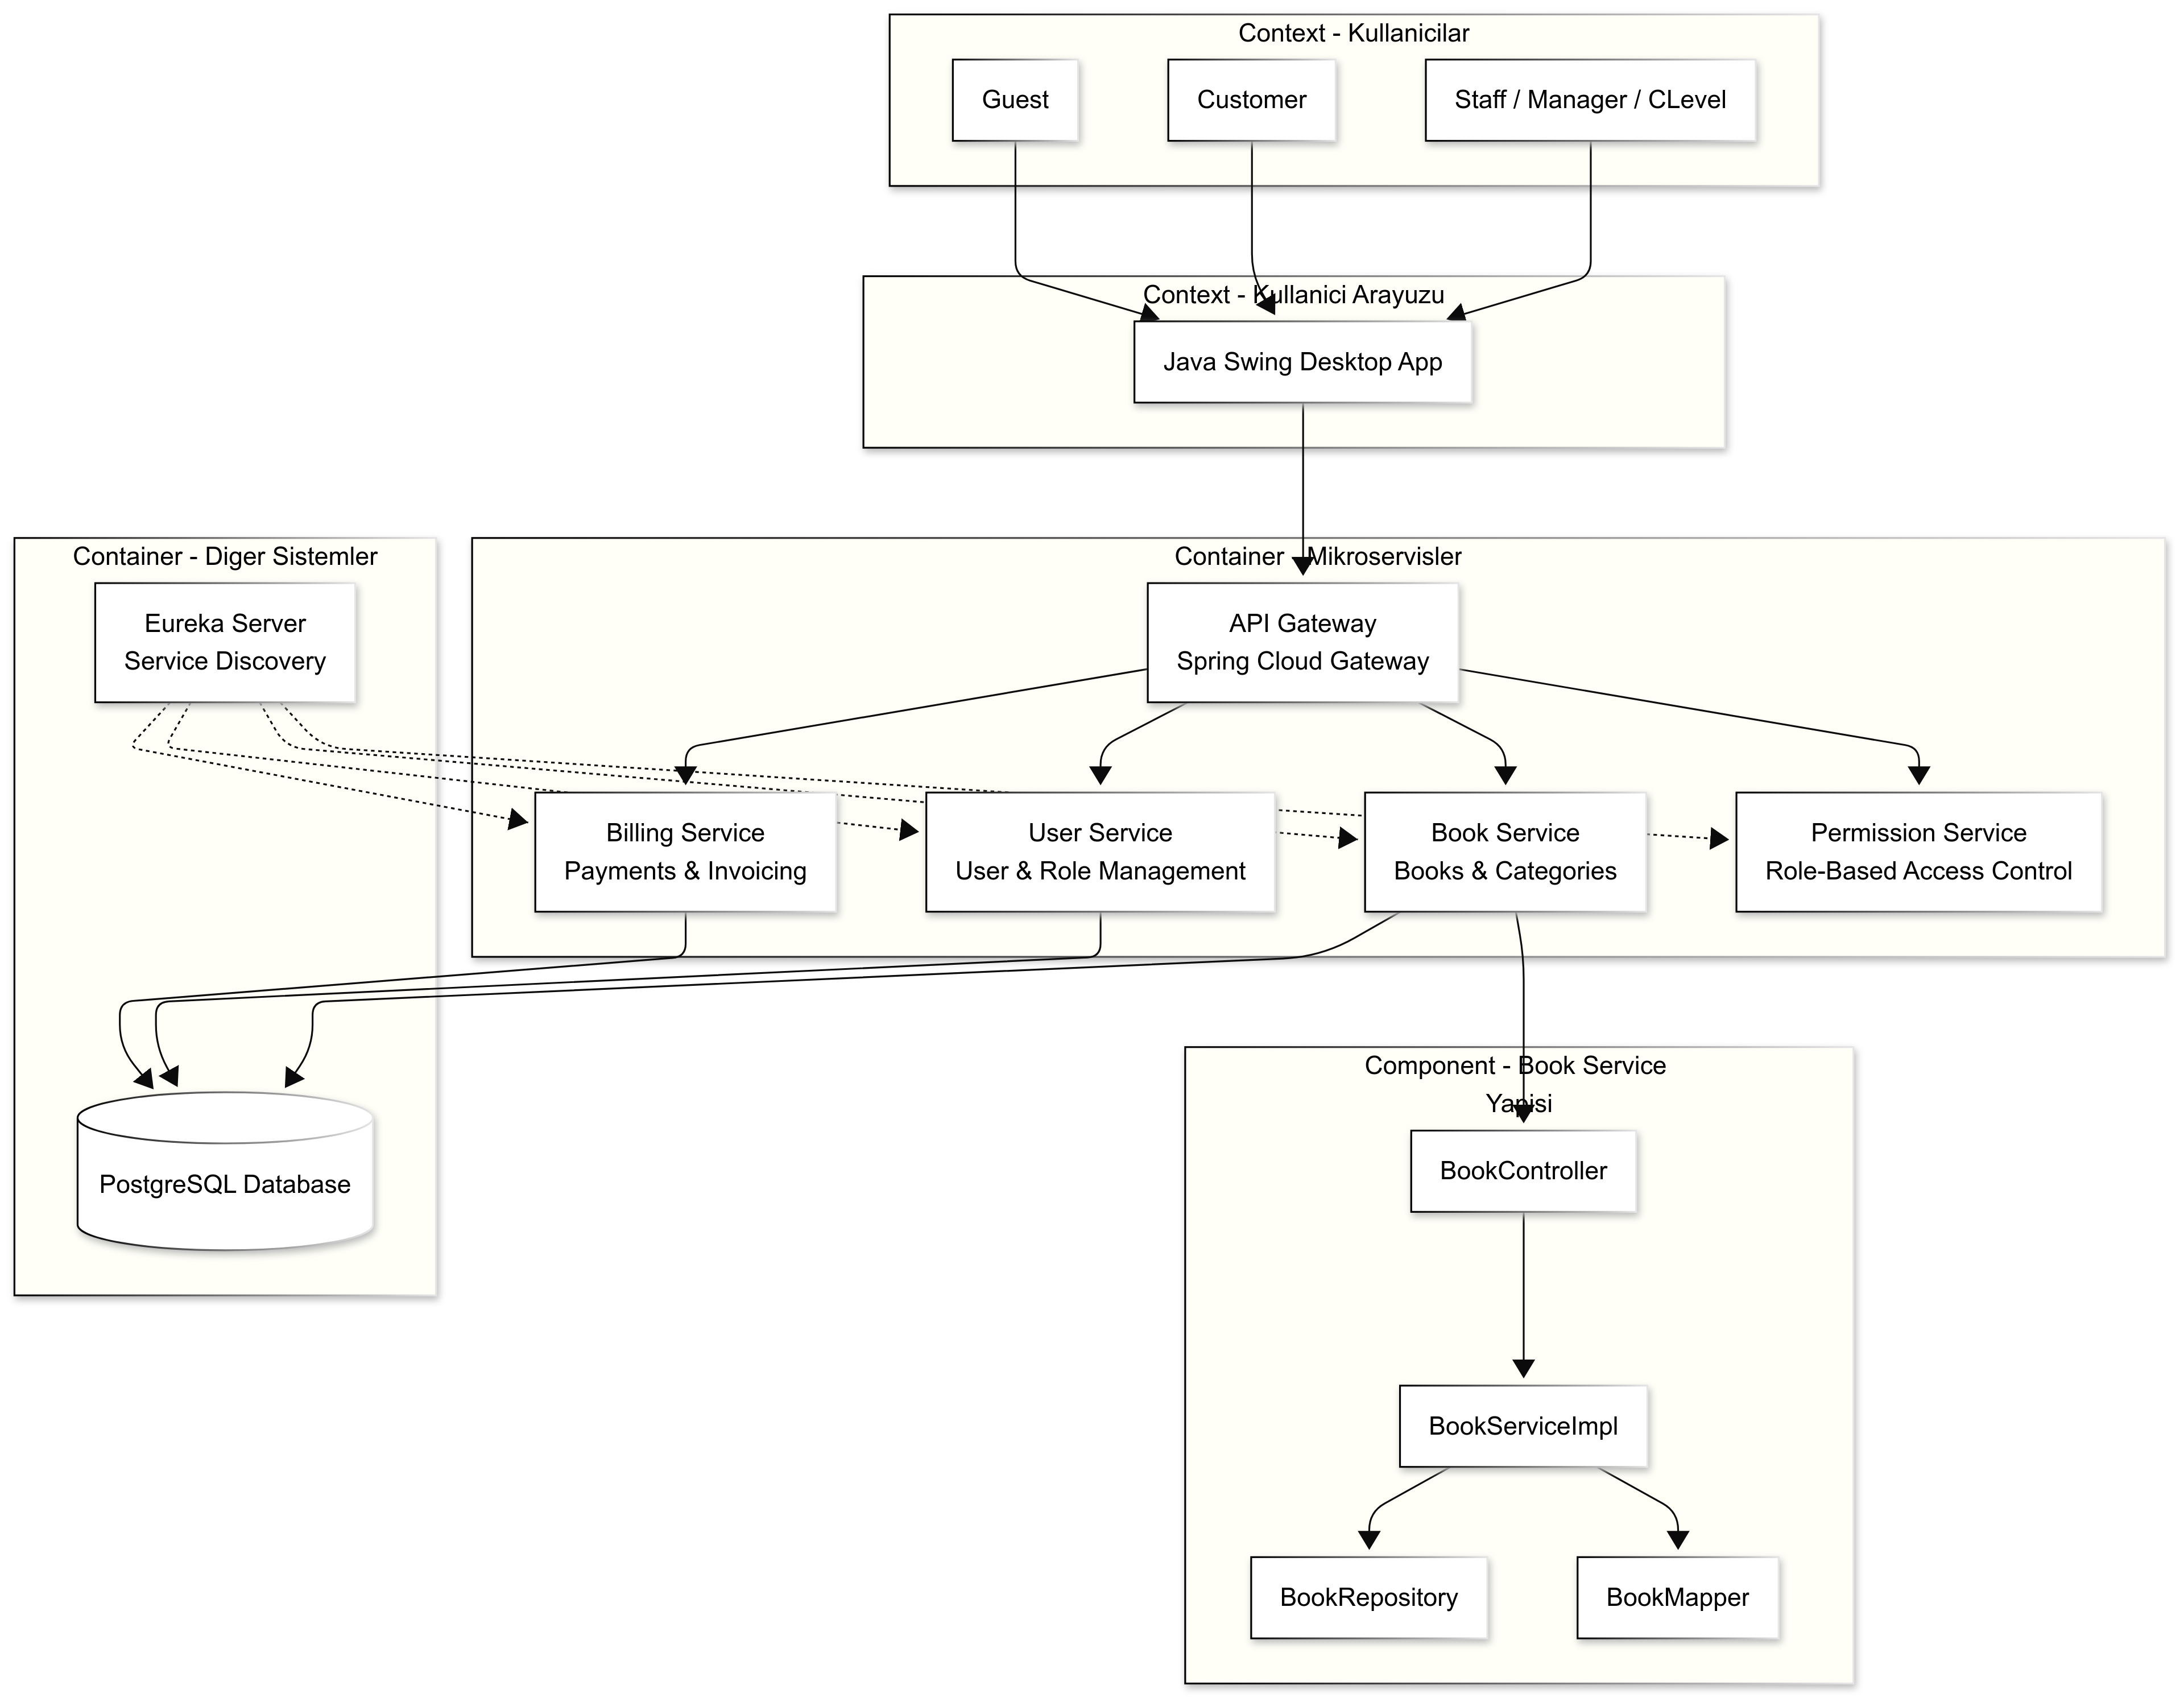 Context - Kullanicilar
Guest
Customer
Staff / Manager / CLevel
Context - Kullanici Arayuzu
Java Swing Desktop App
Container - Diger Sistemler
Eureka Server
Service Discovery
Container - Mikroservisler
API Gateway
Spring Cloud Gateway
Billing Service
Payments & Invoicing
User Service
User & Role Management
Book Service
Books & Categories
Permission Service
Role-Based Access Control
PostgreSQL Database
Component - Book Service
Yapisi
BookController
BookServiceImpl
BookRepository
BookMapper